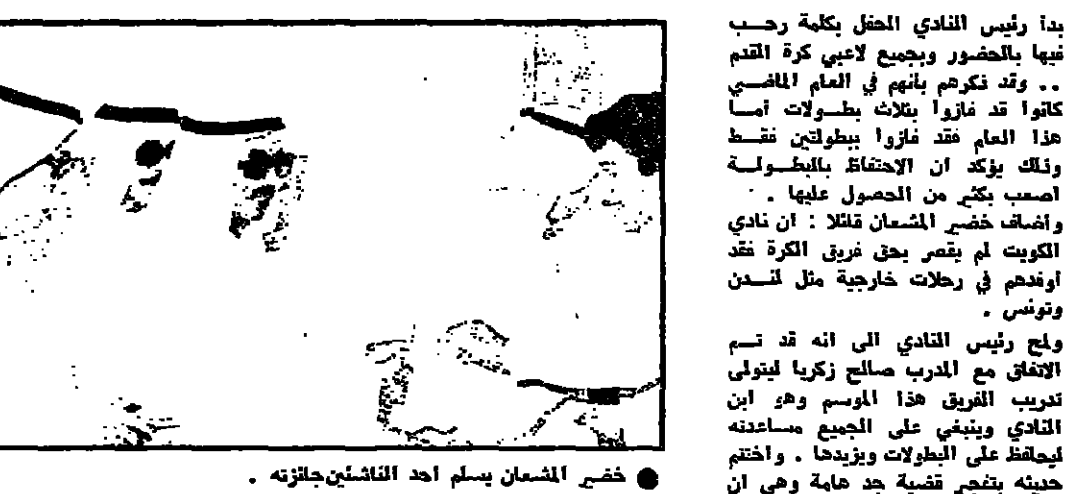 بدأ رئيس النادي الحفل بكلمة رحب
فيها بالحضور وبجميع لاعبي كرة القدم
.. وقد ذكرهم بأنهم في العام الماضي
كانوا قد فازوا بثلاث بطولات أما
هذا العام فقد فازوا ببطولتين فقط
وذلك يؤكد ان الاحتفاظ بالبطولة
أصعب بكثير من الحصول عليها .
وأضاف خضير المشعان قائلا : ان نادي
الكويت لم يقصر بحق فريق الكرة فقد
أوفدهم في رحلات خارجية مثل لندن
وتونس .
ولمح رئيس النادي الى انه قد تم
الاتفاق مع المدرب صالح زكريا ليتولى
تدريب الفريق هذا الموسم وهو ابن
النادي وينبغي على الجميع مساعدته
ليحافظ على البطولات ويزيدها . واختتم
حديثه بتفجير قضية جد هامة وهي ان
● خضير المشعان يسلم احد الناشئين جائزته .